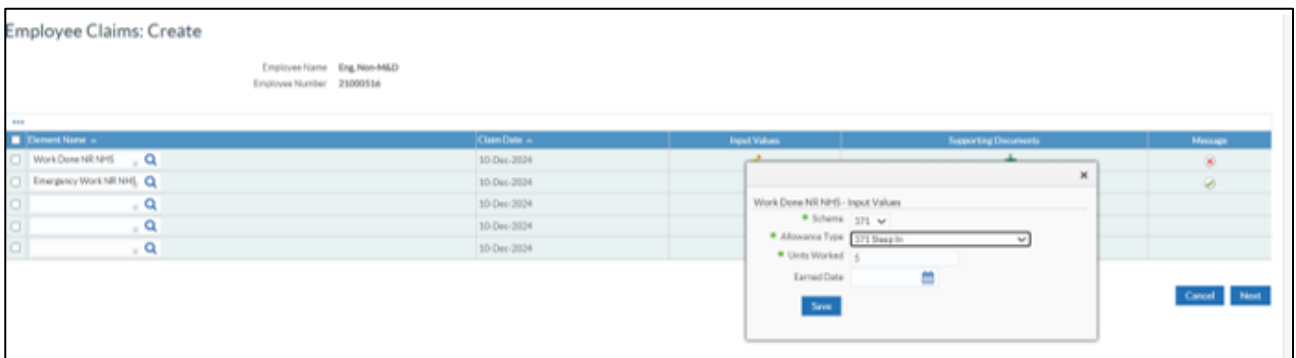 Employee Claims: Create
Employee Name Eng, Non-M&D
Employee Number 21000516
Element Name Claim Date Input Values Supporting Documents Message
Work Done NR NHS 10-Dec-2024
Emergency Work NR NHS 10-Dec-2024
10-Dec-2024
10-Dec-2024
10-Dec-2024
Work Done NR NHS - Input Values
Scheme 371
Allowance Type 371 Sleep In
Units Worked 5
Earned Date
Save
Cancel Next